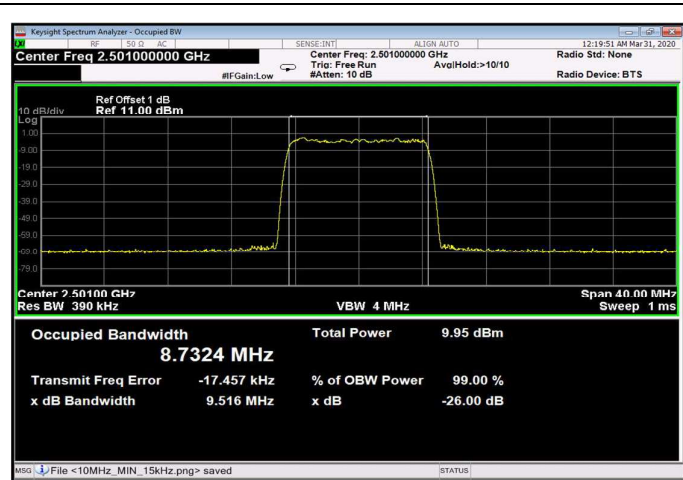 Keysight Spectrum Analyzer - Occupied BW
RF 50 Ω AC SENSE:INT ALIGN AUTO 12:19:51 AM Mar 31, 2020
Center Freq 2.501000000 GHz Center Freq: 2.501000000 GHz Radio Std: None
Trig: Free Run Avg|Hold:>10/10
#IFGain:Low #Atten: 10 dB Radio Device: BTS
Ref Offset 1 dB
10 dB/div Ref 11.00 dBm
Log
1.00
-9.00
-19.0
-29.0
-39.0
-49.0
-59.0
-69.0
-79.0
Center 2.50100 GHz Span 40.00 MHz
Res BW 390 kHz VBW 4 MHz Sweep 1 ms
Occupied Bandwidth Total Power 9.95 dBm
8.7324 MHz
Transmit Freq Error -17.457 kHz % of OBW Power 99.00 %
x dB Bandwidth 9.516 MHz x dB -26.00 dB
MSG File <10MHz_MIN_15kHz.png> saved STATUS